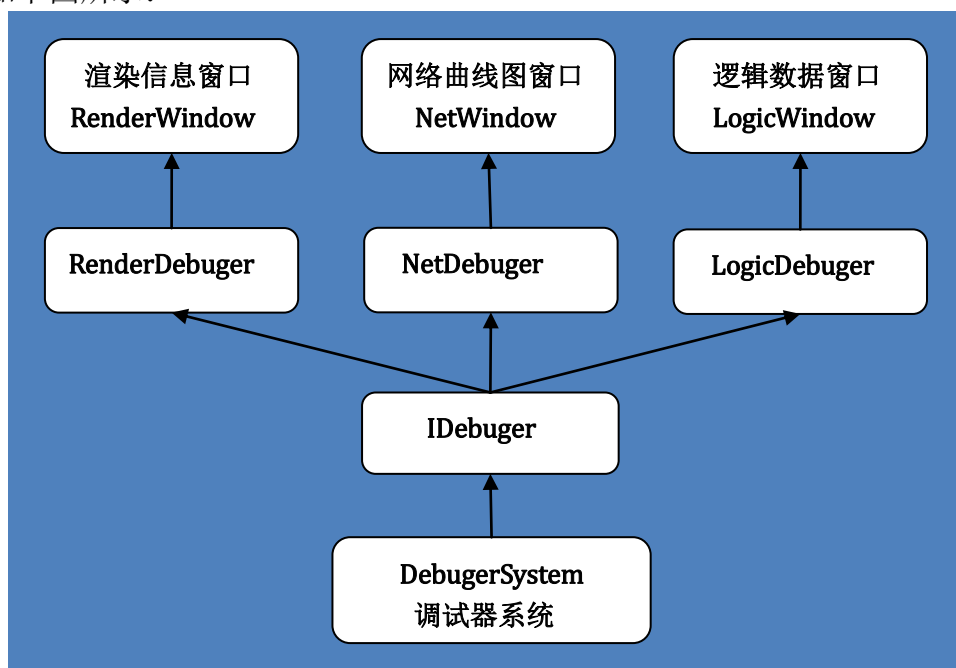 渲染信息窗口
RenderWindow
网络曲线图窗口
NetWindow
逻辑数据窗口
LogicWindow
RenderDebuger
NetDebuger
LogicDebuger
IDebuger
DebugerSystem
调试器系统